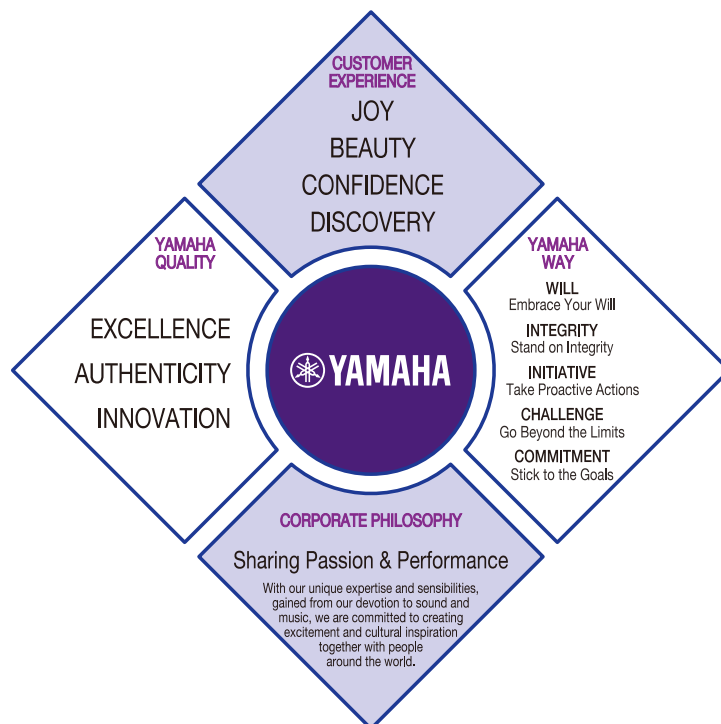 CUSTOMER
EXPERIENCE
JOY
BEAUTY
CONFIDENCE
DISCOVERY
YAMAHA
QUALITY
EXCELLENCE
AUTHENTICITY
INNOVATION
YAMAHA
YAMAHA
WAY
WILL
Embrace Your Will
INTEGRITY
Stand on Integrity
INITIATIVE
Take Proactive Actions
CHALLENGE
Go Beyond the Limits
COMMITMENT
Stick to the Goals
CORPORATE PHILOSOPHY
Sharing Passion & Performance
With our unique expertise and sensibilities,
gained from our devotion to sound and
music, we are committed to creating
excitement and cultural inspiration
together with people
around the world.